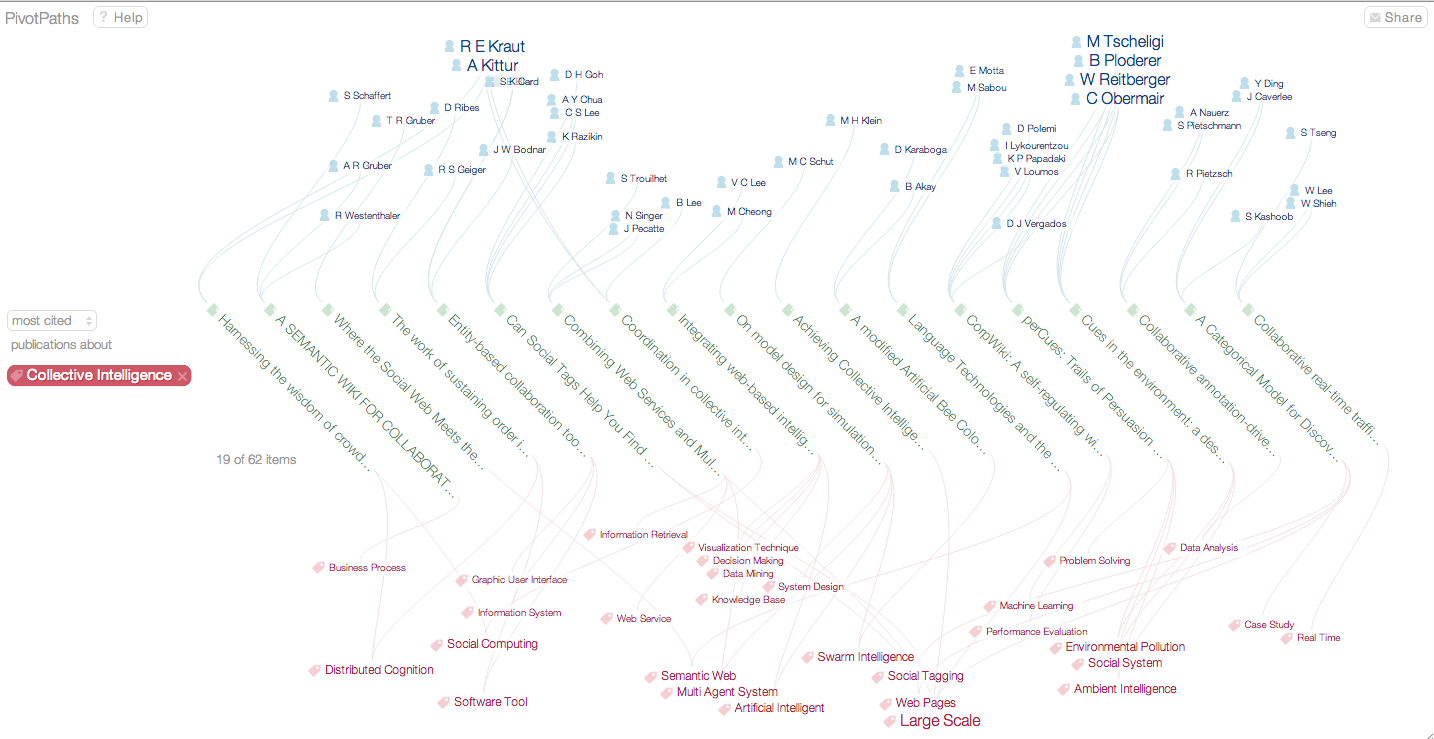 PivotPaths
? Help
Share
R E Kraut
A Kittur
S K Card
D H Goh
S Schaffert
A Y Chua
D Ribes
C S Lee
T R Gruber
K Razikin
J W Bodnar
A R Gruber
R S Geiger
R Westenthaler
S Trouilhet
N Singer
J Pecatte
B Lee
V C Lee
M Cheong
M H Klein
M C Schut
E Motta
M Sabou
D Karaboga
B Akay
M Tscheligi
B Ploderer
W Reitberger
C Obermair
D Polemi
I Lykourentzou
K P Papadaki
V Loumos
D J Vergados
Y Ding
J Caverlee
A Nauerz
S Pietschmann
S Tseng
R Pietzsch
W Lee
W Shieh
S Kashoob
most cited
publications about
Collective Intelligence ×
19 of 62 items
Harnessing the wisdom of crowd...
A SEMANTIC WIKI FOR COLLABORAT...
Where the Social Web Meets the...
The work of sustaining order i...
Entity-based collaboration too...
Can Social Tags Help You Find ...
Combining Web Services and Mul...
Coordination in collective int...
Integrating web-based intellig...
On model design for simulation...
Achieving Collective Intellige...
A modified Artificial Bee Colo...
Language Technologies and the ...
CorpWiki: A self-regulating wi...
perCues: Trails of Persuasion ...
Cues in the environment: a des...
Collaborative annotation-drive...
A Categorical Model for Discov...
Collaborative real-time traffi...
Information Retrieval
Visualization Technique
Data Analysis
Decision Making
Problem Solving
Business Process
Data Mining
Graphic User Interface
System Design
Knowledge Base
Machine Learning
Information System
Web Service
Case Study
Performance Evaluation
Real Time
Social Computing
Environmental Pollution
Swarm Intelligence
Social System
Distributed Cognition
Semantic Web
Social Tagging
Multi Agent System
Ambient Intelligence
Software Tool
Web Pages
Artificial Intelligent
Large Scale